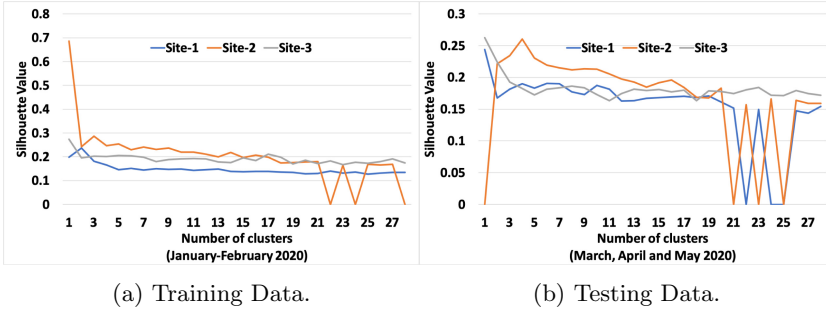 0.8
0.7
0.6
0.5
0.4
0.3
0.2
0.1
0
Silhouette Value
Site-1 Site-2 Site-3
1 3 5 7 9 11 13 15 17 19 21 23 25 27
Number of clusters
(January-February 2020)
(a) Training Data.
0.3
0.25
0.2
0.15
0.1
0.05
0
Silhouette Value
Site-1 Site-2 Site-3
1 3 5 7 9 11 13 15 17 19 21 23 25 27
Number of clusters
(March, April and May 2020)
(b) Testing Data.